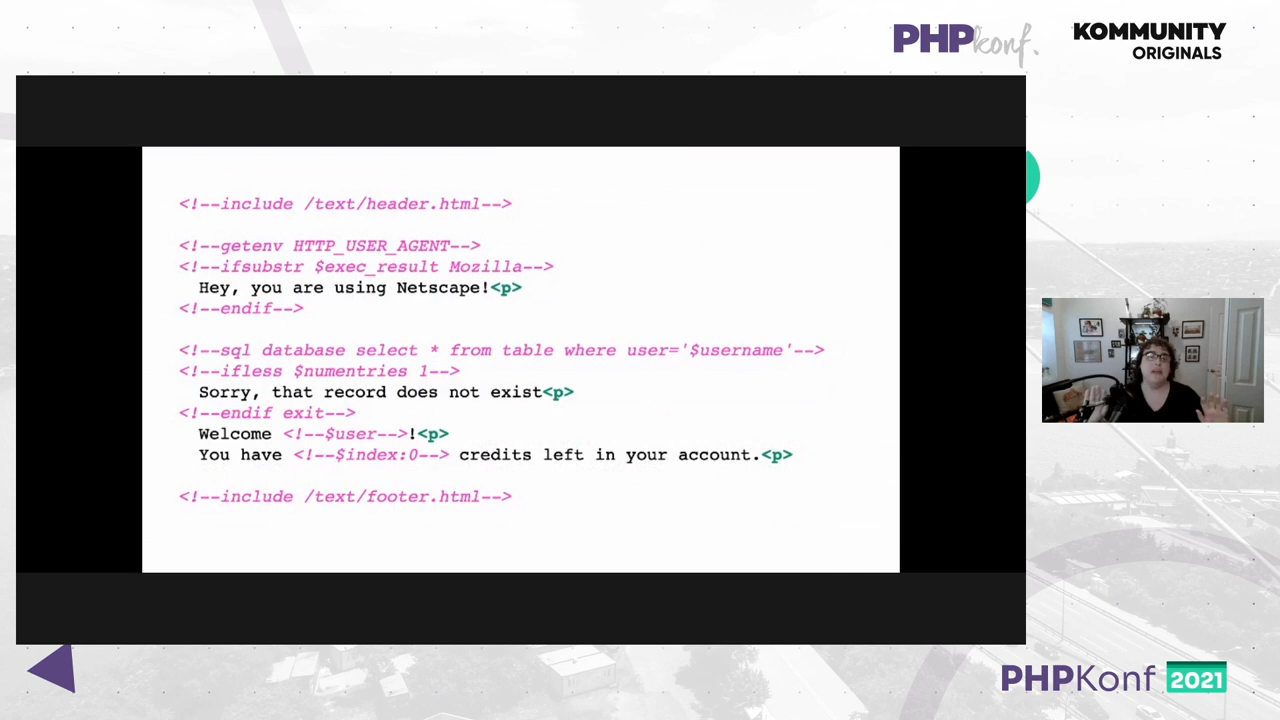 PHPkonf.
KOMMUNITY
ORIGINALS
<!--include /text/header.html-->
<!--getenv HTTP_USER_AGENT-->
<!--ifsubstr $exec_result Mozilla-->
Hey, you are using Netscape!<p>
<!--endif-->
<!--sql database select * from table where user='$username'-->
<!--ifless $numentries 1-->
Sorry, that record does not exist<p>
<!--endif exit-->
Welcome <!--$user-->!<p>
You have <!--$index:0--> credits left in your account.<p>
<!--include /text/footer.html-->
PHPKonf 2021